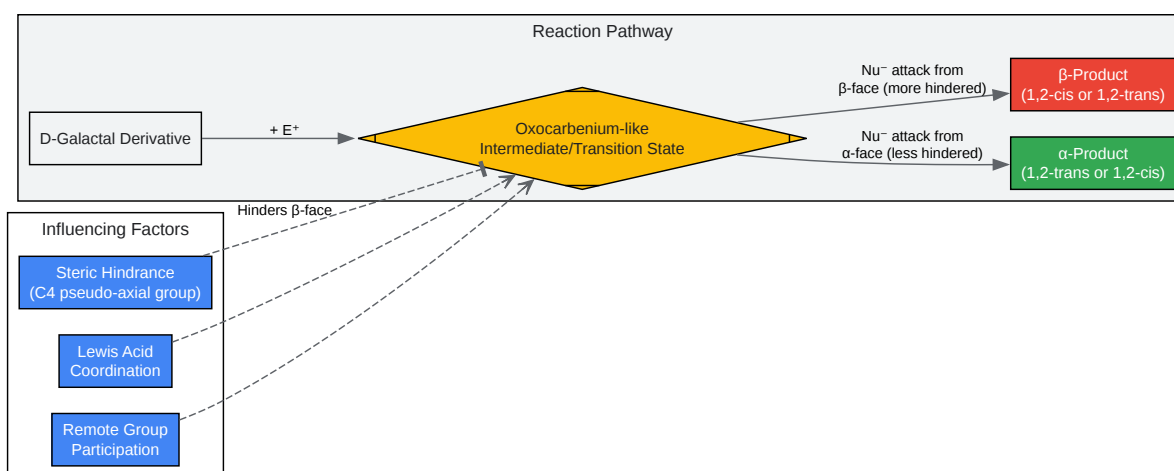 Reaction Pathway
D-Galactal Derivative
+ E⁺
Oxocarbenium-like
Intermediate/Transition State
Nu⁻ attack from
β-face (more hindered)
β-Product
(1,2-cis or 1,2-trans)
Nu⁻ attack from
α-face (less hindered)
α-Product
(1,2-trans or 1,2-cis)
Hinders β-face
Influencing Factors
Steric Hindrance
(C4 pseudo-axial group)
Lewis Acid
Coordination
Remote Group
Participation